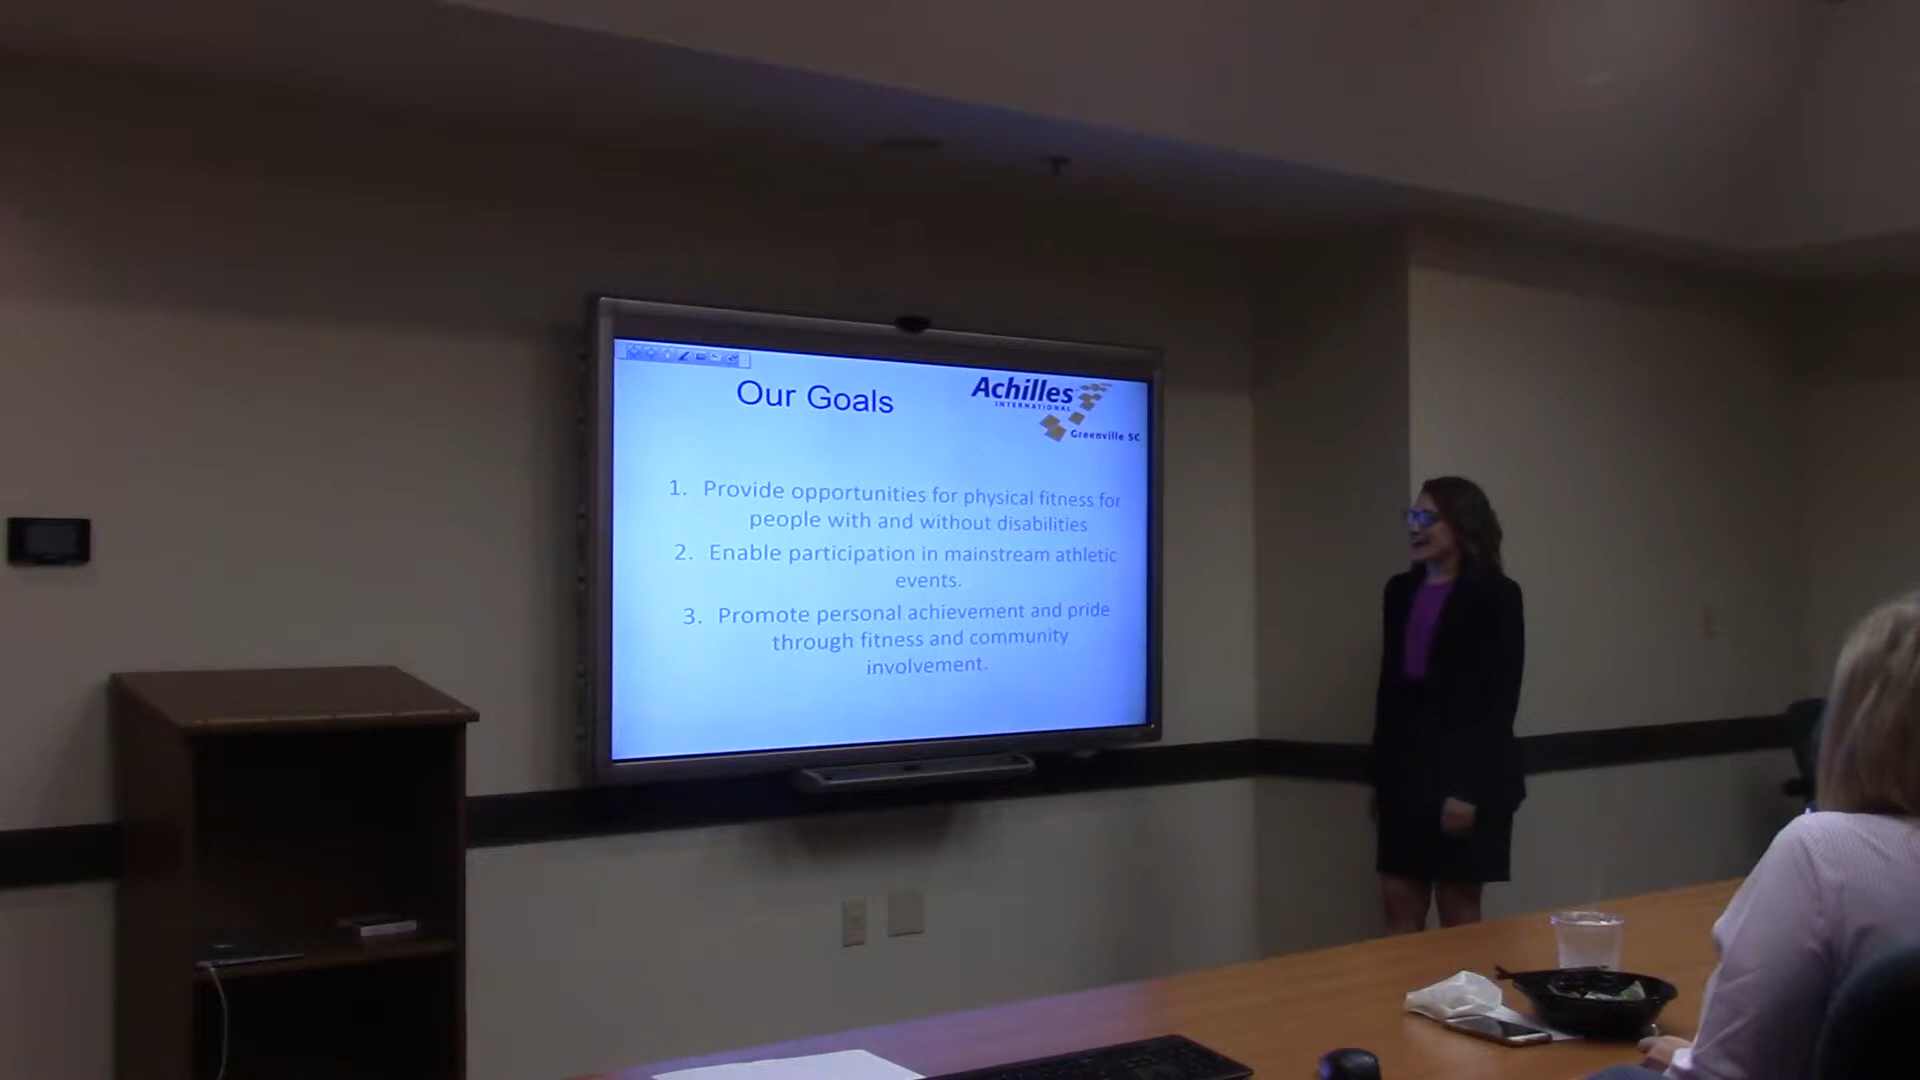 Our Goals
Achilles
INTERNATIONAL
Greenville SC
1. Provide opportunities for physical fitness for
people with and without disabilities
2. Enable participation in mainstream athletic
events.
3. Promote personal achievement and pride
through fitness and community
involvement.